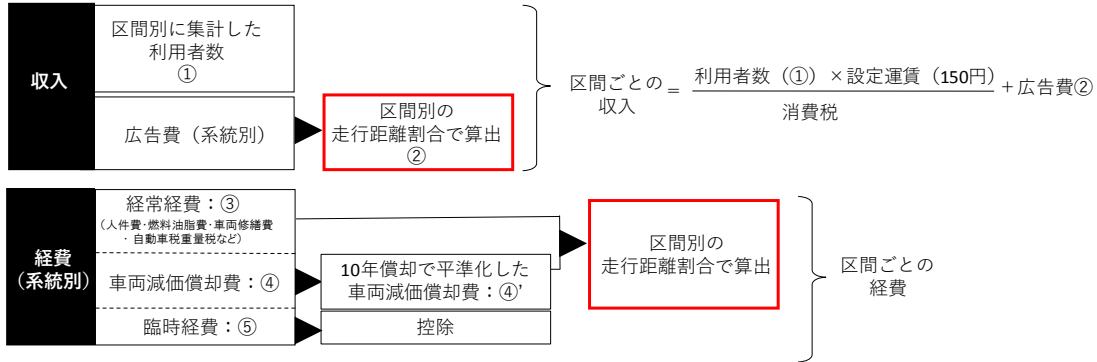 収入
区間別に集計した
利用者数
①
広告費（系統別）
区間別の
走行距離割合で算出
②
区間ごとの
収入
=
利用者数（①）×設定運賃（150円）
消費税
+広告費②
経費
（系統別）
経常経費：③
（人件費・燃料油脂費・車両修繕費
・自動車税重量税など）
車両減価償却費：④
臨時経費：⑤
10年償却で平準化した
車両減価償却費：④’
控除
区間別の
走行距離割合で算出
区間ごとの
経費